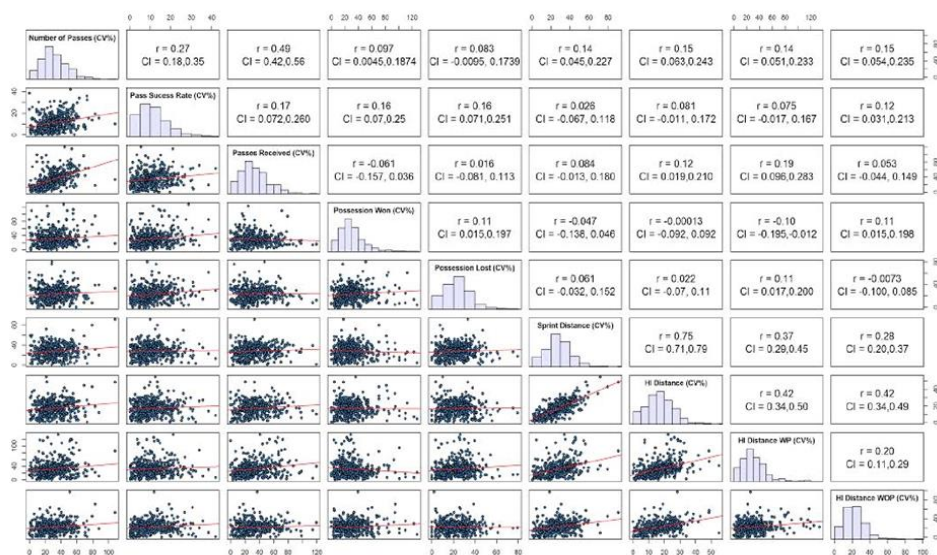 0 10 20 30 40
0 20 40 60 80 120
0 20 40 60 80
0 20 40 60 80 100 120
Number of Passes (CV%)
r = 0.27
CI = 0.18,0.35
r = 0.49
CI = 0.42,0.56
r = 0.097
CI = 0.0045,0.1874
r = 0.083
CI = -0.0095, 0.1739
r = 0.14
CI = 0.045,0.227
r = 0.15
CI = 0.063,0.243
r = 0.14
CI = 0.051,0.233
r = 0.15
CI = 0.054,0.235
Pass Sucess Rate (CV%)
r = 0.17
CI = 0.072,0.260
r = 0.16
CI = 0.07,0.25
r = 0.16
CI = 0.071,0.251
r = 0.026
CI = -0.067, 0.118
r = 0.081
CI = -0.011, 0.172
r = 0.075
CI = -0.017, 0.167
r = 0.12
CI = 0.031,0.213
0 20 40
Passes Received (CV%)
r = -0.061
CI = -0.157, 0.036
r = 0.016
CI = -0.081, 0.113
r = 0.084
CI = -0.013, 0.180
r = 0.12
CI = 0.019,0.210
r = 0.19
CI = 0.096,0.283
r = 0.053
CI = -0.044, 0.149
Possession Won (CV%)
r = 0.11
CI = 0.015,0.197
r = -0.047
CI = -0.138, 0.046
r = -0.00013
CI = -0.092, 0.092
r = -0.10
CI = -0.195,-0.012
r = 0.11
CI = 0.015,0.198
Possession Lost (CV%)
r = 0.061
CI = -0.032, 0.152
r = 0.022
CI = -0.07, 0.11
r = 0.11
CI = 0.017,0.200
r = -0.0073
CI = -0.100, 0.085
Sprint Distance (CV%)
r = 0.75
CI = 0.71,0.79
r = 0.37
CI = 0.29,0.45
r = 0.28
CI = 0.20,0.37
HI Distance (CV%)
r = 0.42
CI = 0.34,0.50
r = 0.42
CI = 0.34,0.49
HI Distance WP (CV%)
r = 0.20
CI = 0.11,0.29
HI Distance WOP (CV%)
0 20 40 60 80 100
0 20 40 60 80 120
0 20 40 60 80
0 10 20 30 40 50
0 20 40 60 80 100